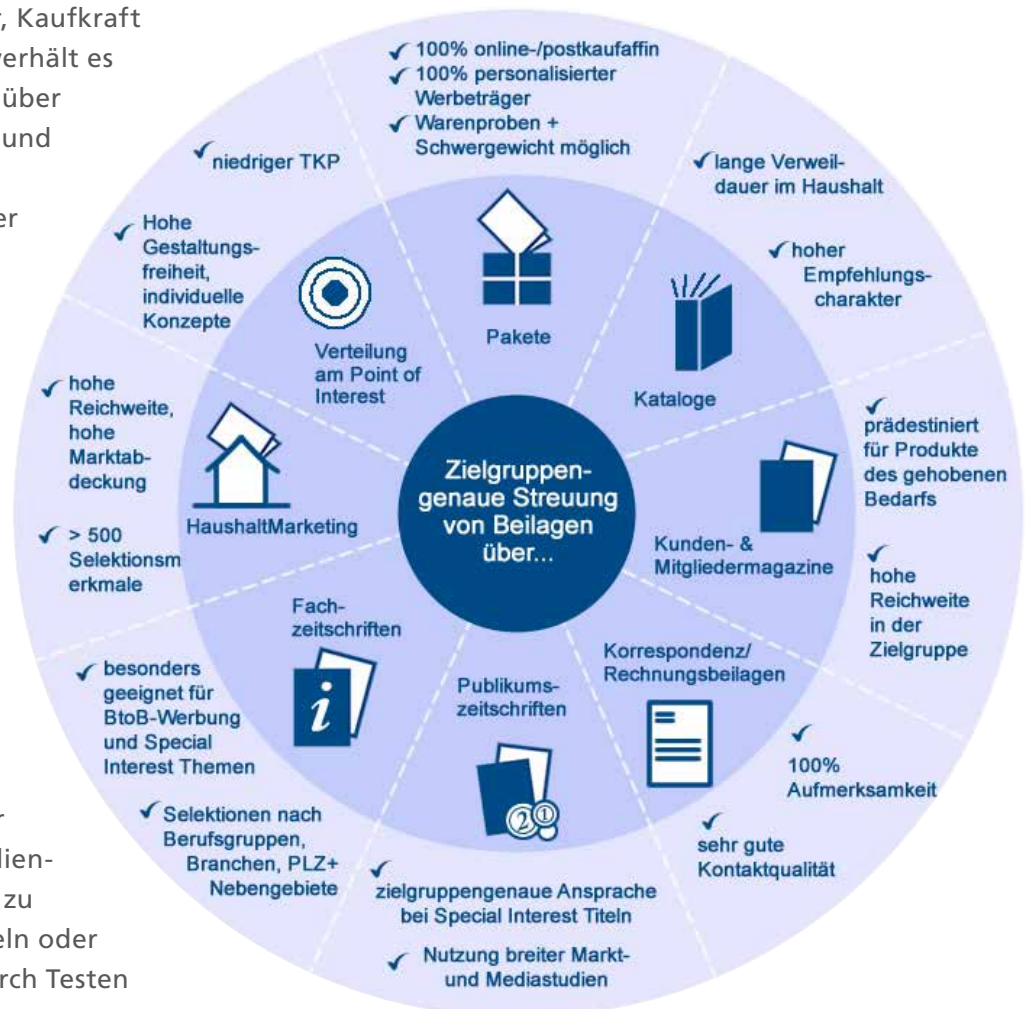 , Kaufkraft
verhält es
über
und
er
r
dien-
zu
eln oder
rch Testen
Zielgruppen-
genaue Streuung
von Beilagen
über...
Pakete
✓ 100% online-/postkaufaffin
✓ 100% personalisierter
Werbeträger
✓ Warenproben +
Schwergewicht möglich
Kataloge
✓ lange Verweil-
dauer im Haushalt
✓ hoher
Empfehlungs-
charakter
Kunden- &
Mitgliedermagazine
✓
prädestiniert
für Produkte
des gehobenen
Bedarfs
✓
hohe
Reichweite
in der
Zielgruppe
Korrespondenz/
Rechnungsbeilagen
✓
100%
Aufmerksamkeit
✓
sehr gute
Kontaktqualität
Publikums-
zeitschriften
2 1
✓
zielgruppengenaue Ansprache
bei Special Interest Titeln
✓ Nutzung breiter Markt-
und Mediastudien
Fach-
zeitschriften
i
✓ besonders
geeignet für
BtoB-Werbung
und Special
Interest Themen
✓ Selektionen nach
Berufsgruppen,
Branchen, PLZ+
Nebengebiete
HaushaltMarketing
✓ hohe
Reichweite,
hohe
Marktab-
deckung
✓ > 500
Selektionsm
erkmale
Verteilung
am Point of
Interest
✓ niedriger TKP
✓ Hohe
Gestaltungs-
freiheit,
individuelle
Konzepte